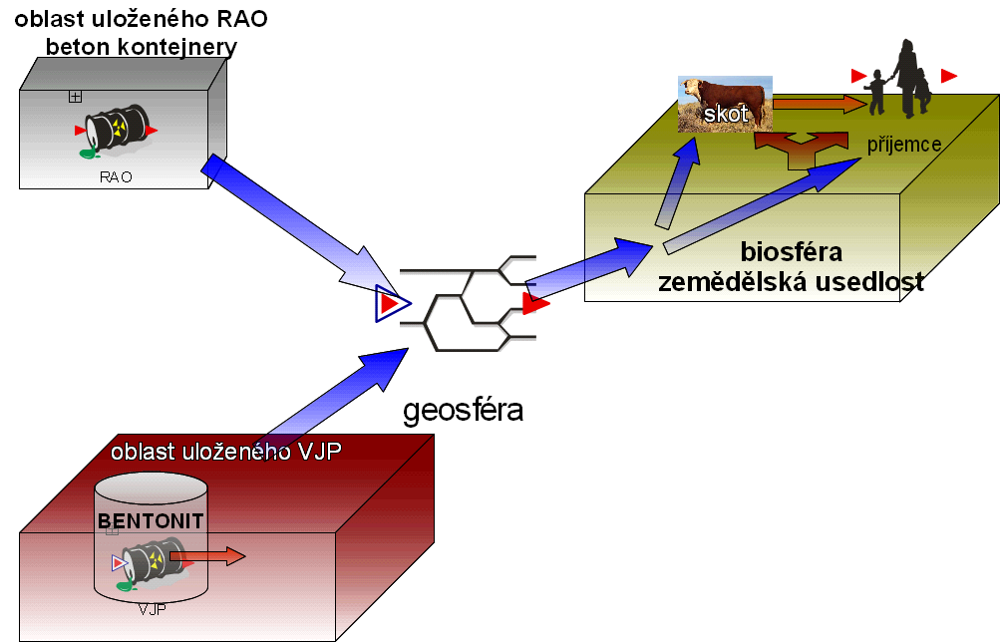 oblast uloženého RAO
beton kontejnery
RAO
skot
příjemce
biosféra
zemědělská usedlost
geosféra
oblast uloženého VJP
BENTONIT
VJP